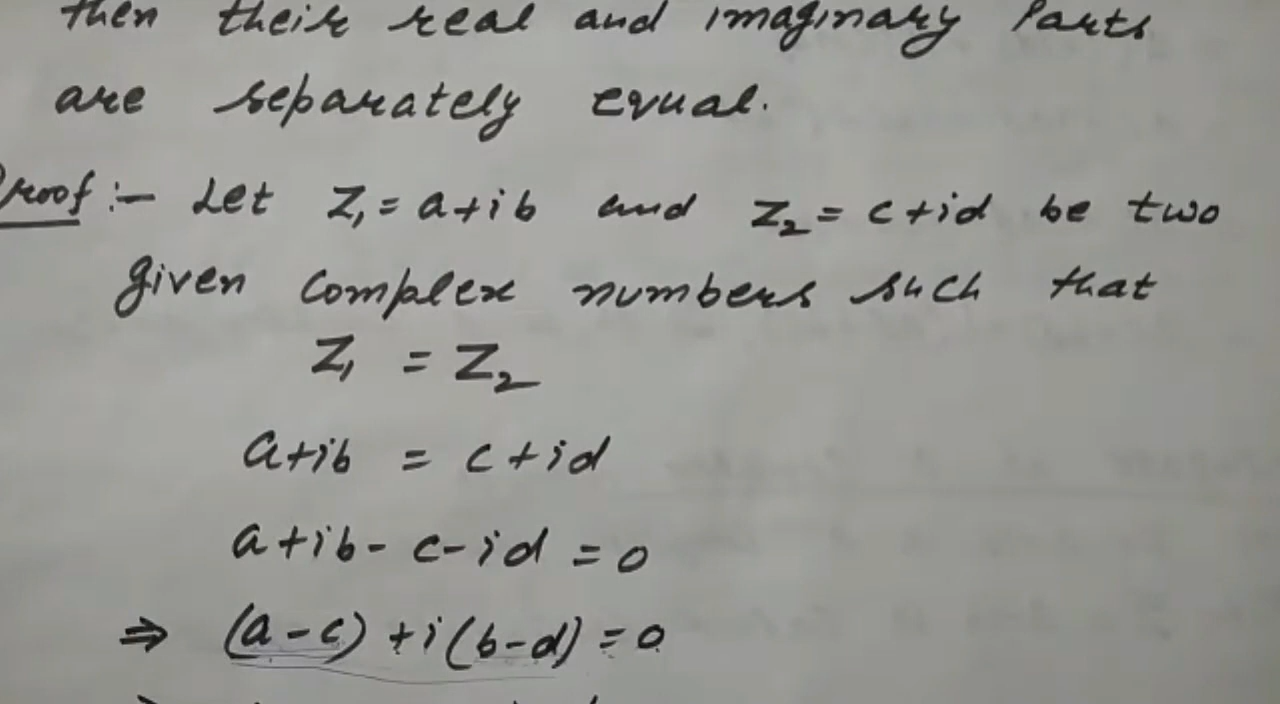 then their real and imaginary Parts
are separately equal.
Proof :- Let Z₁ = a+ib and Z₂ = c+id be two
given complex numbers such that
Z₁ = Z₂
a+ib = c+id
a+ib-c-id = 0
⇒ (a-c) +i(b-d) = 0